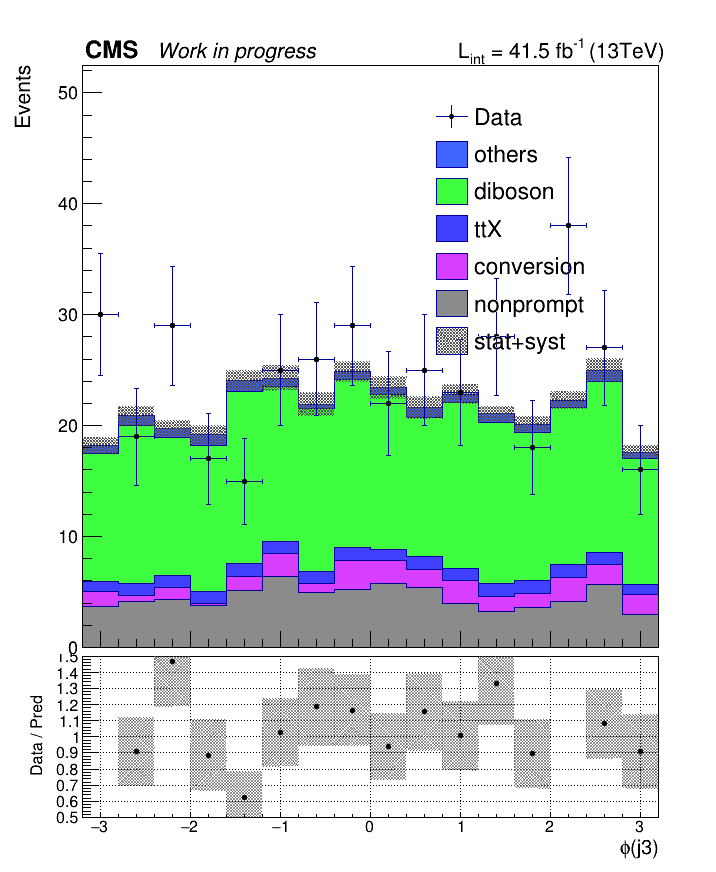 CMS Work in progress L_int = 41.5 fb^-1 (13TeV)
Events
50
40
30
20
10
0
Data
others
diboson
ttX
conversion
nonprompt
stat+syst
Data / Pred
1.5
1.4
1.3
1.2
1.1
1
0.9
0.8
0.7
0.6
0.5
−3 −2 −1 0 1 2 3
ϕ(j3)